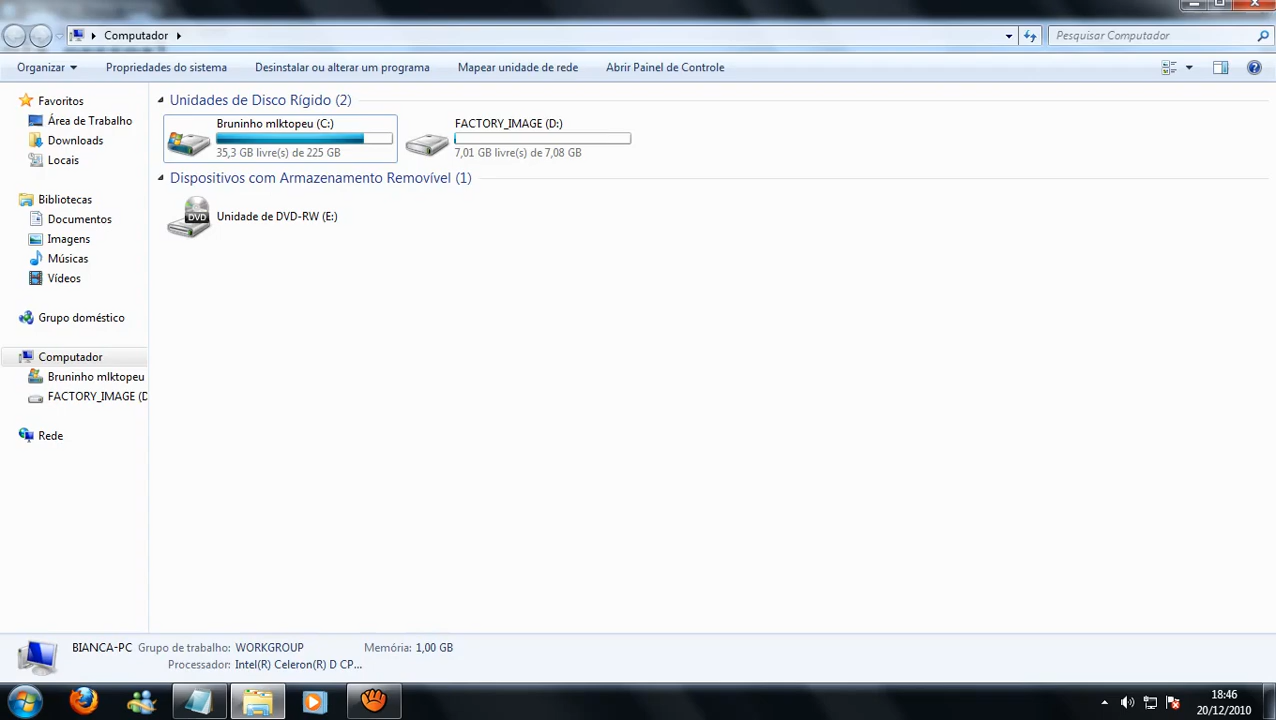 Computador
Pesquisar Computador
Organizar Propriedades do sistema Desinstalar ou alterar um programa Mapear unidade de rede Abrir Painel de Controle
Favoritos
Área de Trabalho
Downloads
Locais
Bibliotecas
Documentos
Imagens
Músicas
Vídeos
Grupo doméstico
Computador
Bruninho mlktopeu
FACTORY_IMAGE (D
Rede
Unidades de Disco Rígido (2)
Bruninho mlktopeu (C:)
35,3 GB livre(s) de 225 GB
FACTORY_IMAGE (D:)
7,01 GB livre(s) de 7,08 GB
Dispositivos com Armazenamento Removível (1)
DVD
Unidade de DVD-RW (E:)
BIANCA-PC Grupo de trabalho: WORKGROUP Memória: 1,00 GB
Processador: Intel(R) Celeron(R) D CP...
18:46
20/12/2010